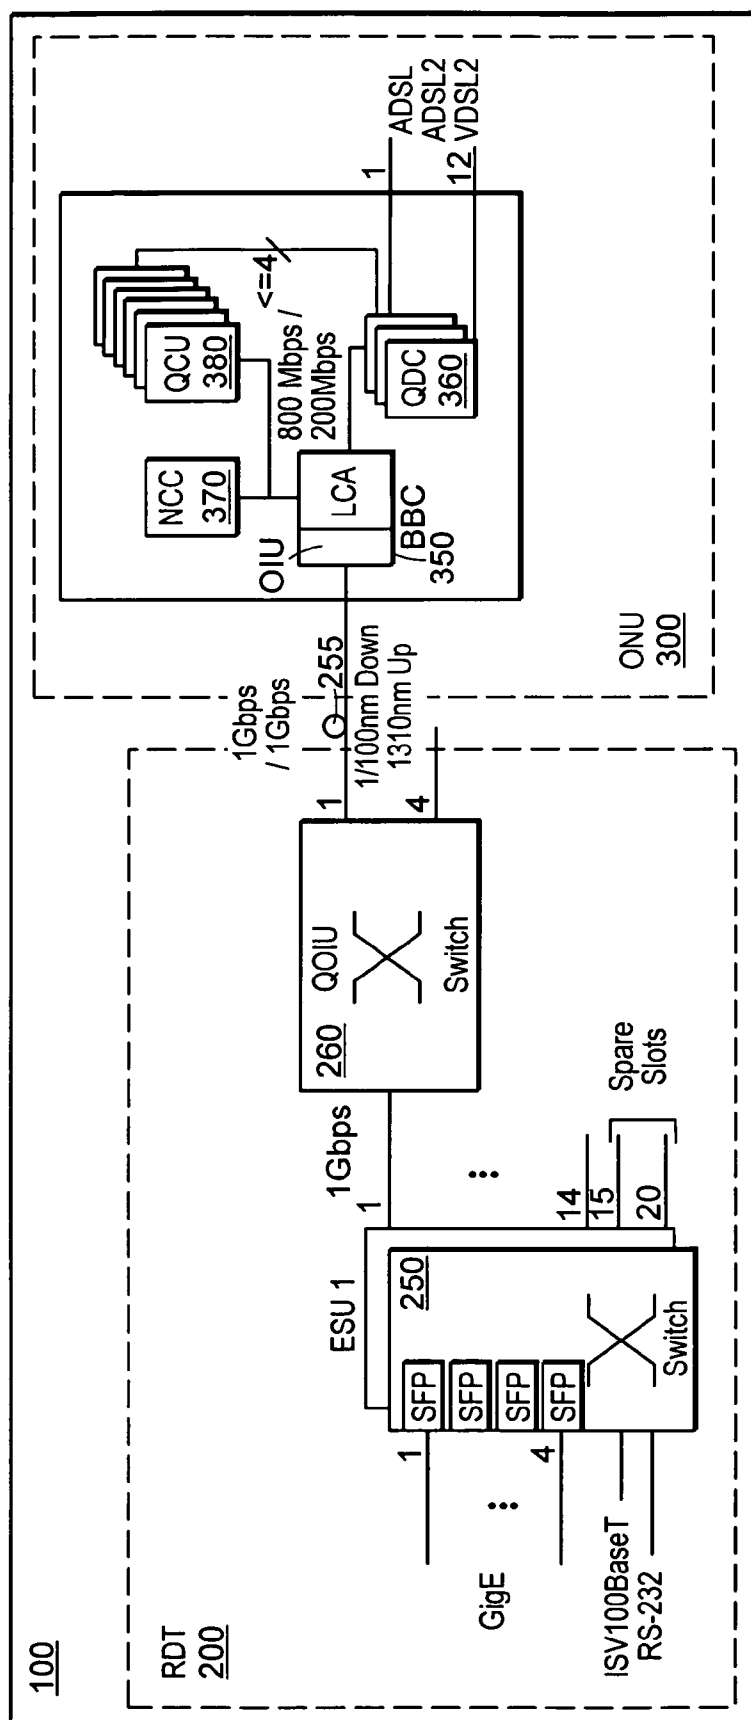 100
RDT
200
GigE
1
4
ISV100BaseT
RS-232
SFP
SFP
SFP
SFP
ESU 1
250
Switch
1
1Gbps
14
15
20
Spare
Slots
260
QOIU
Switch
1
4
1Gbps
/ 1Gbps
255
1/100nm Down
1310nm Up
ONU
300
OIU
LCA
BBC
350
NCC
370
QCU
380
800 Mbps /
200Mbps
<=4
QDC
360
1
12
ADSL
ADSL2
VDSL2